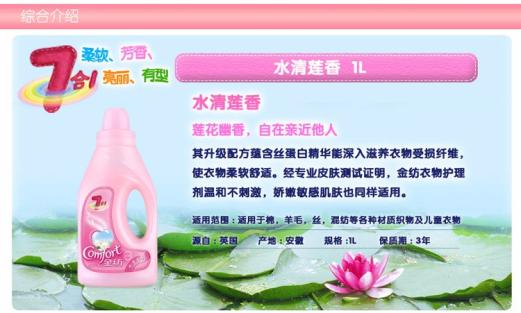 综合介绍
7合1
柔软、芳香、
亮丽、有型
水清莲香 1L
水清莲香
莲花幽香，自在亲近他人
其升级配方蕴含丝蛋白精华能深入滋养衣物受损纤维，
使衣物柔软舒适。经专业皮肤测试证明，金纺衣物护理
剂温和不刺激，娇嫩敏感肌肤也同样适用。
适用范围：适用于棉，羊毛，丝，混纺等各种材质织物及儿童衣物
源自：英国 产地：安徽 规格：1L 保质期：3年
7合1
Comfort
金纺